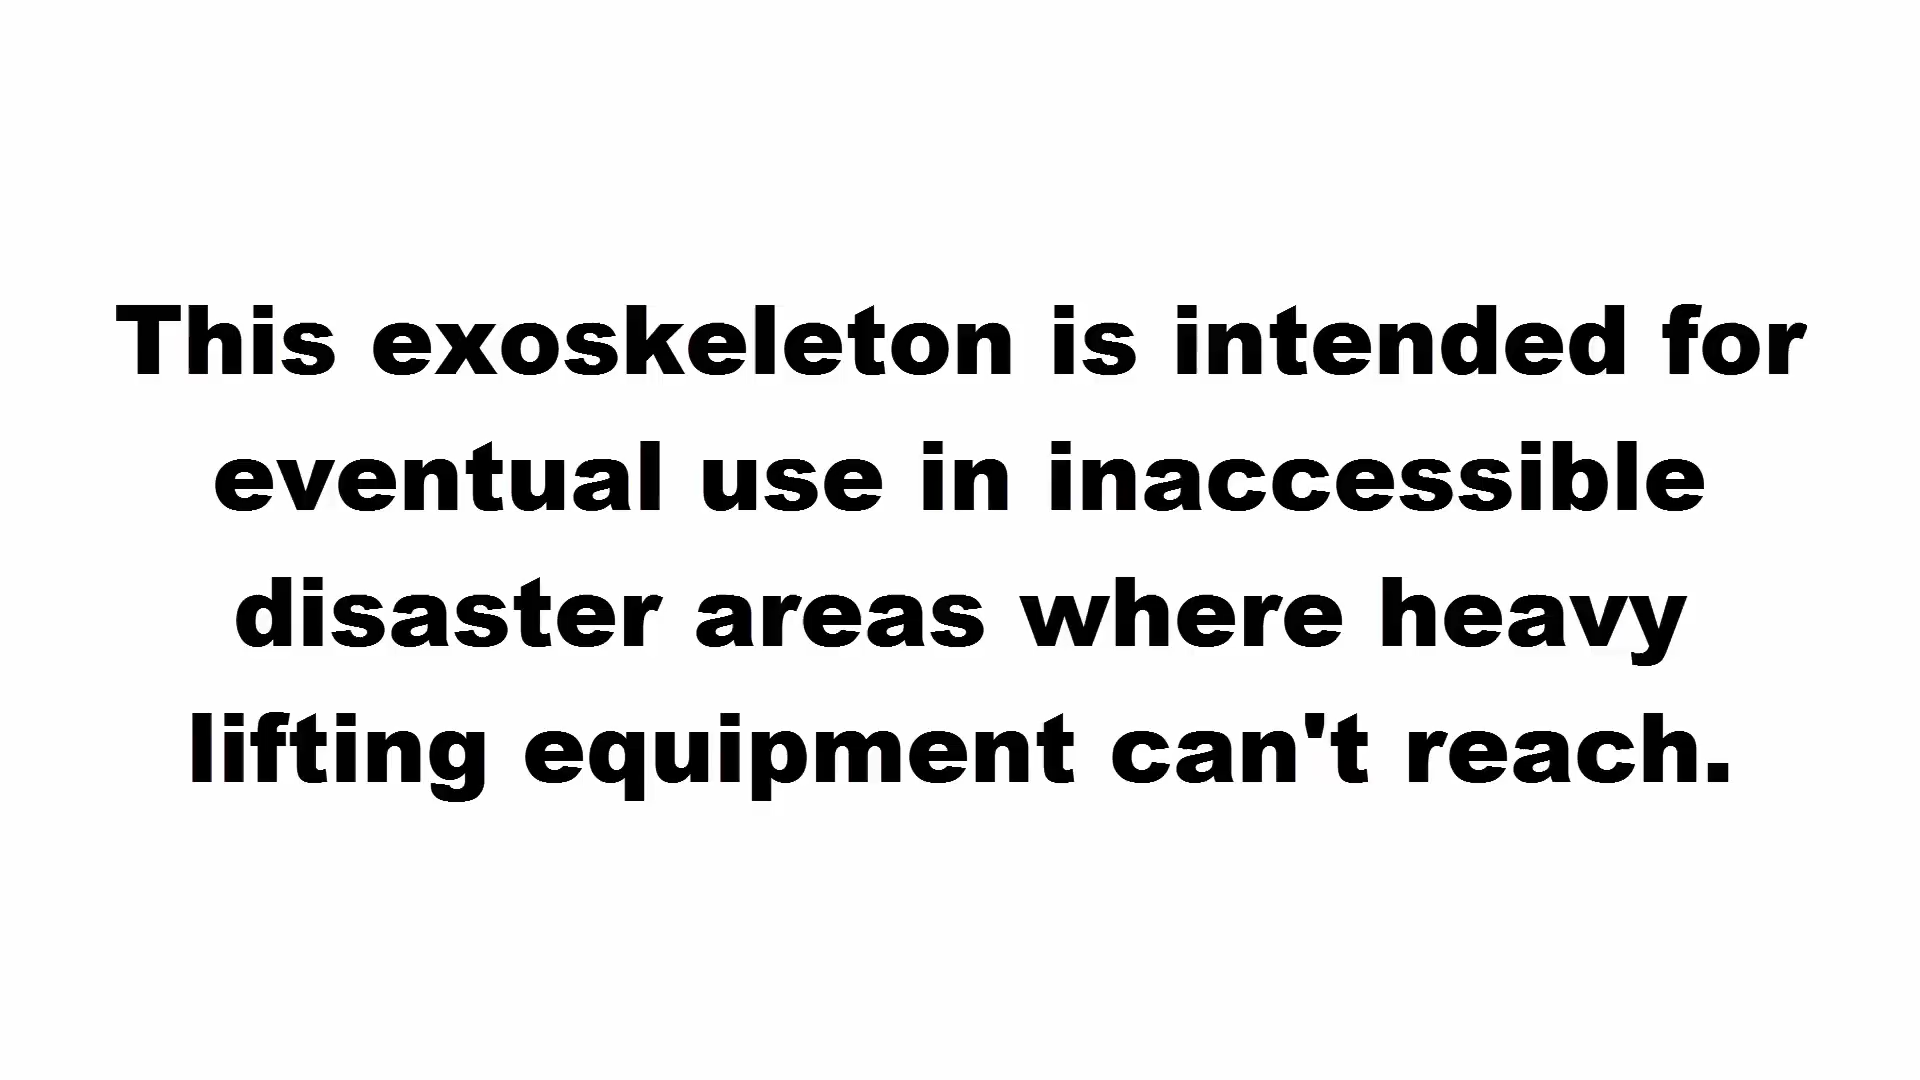 This exoskeleton is intended for
eventual use in inaccessible
disaster areas where heavy
lifting equipment can't reach.